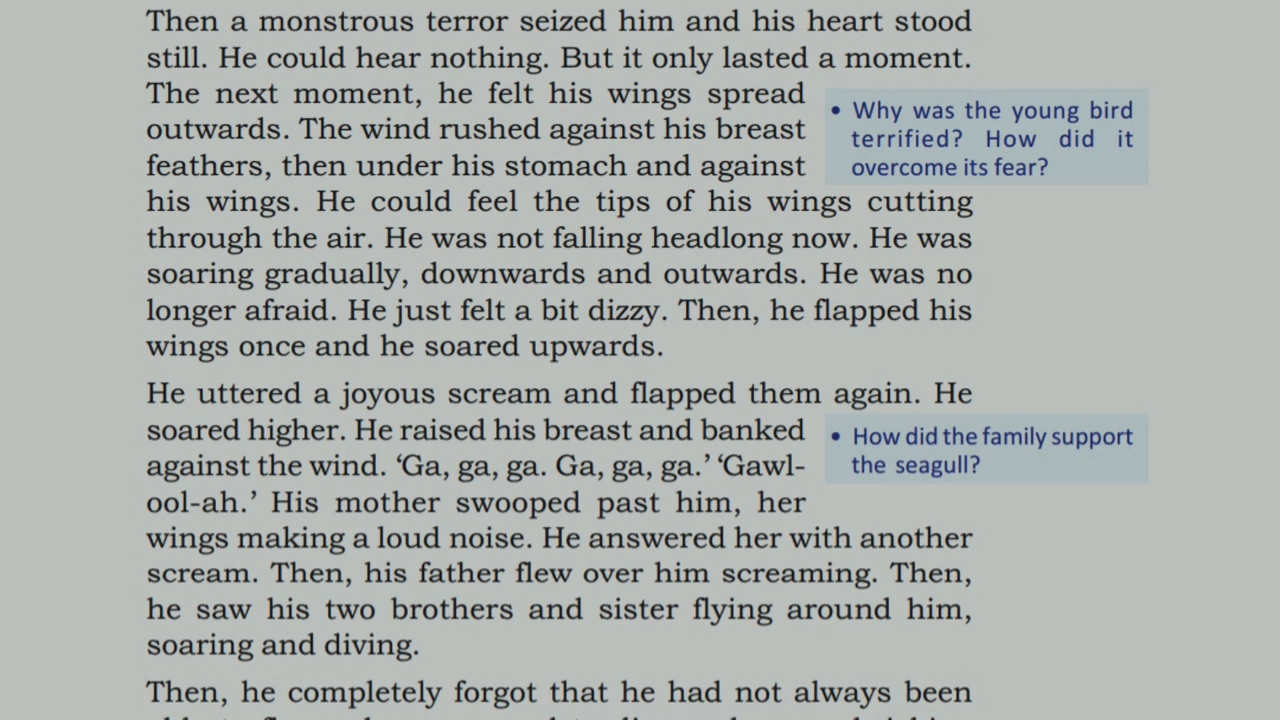 Then a monstrous terror seized him and his heart stood
still. He could hear nothing. But it only lasted a moment.
The next moment, he felt his wings spread
outwards. The wind rushed against his breast
feathers, then under his stomach and against
his wings. He could feel the tips of his wings cutting
through the air. He was not falling headlong now. He was
soaring gradually, downwards and outwards. He was no
longer afraid. He just felt a bit dizzy. Then, he flapped his
wings once and he soared upwards.
• Why was the young bird
terrified? How did it
overcome its fear?
He uttered a joyous scream and flapped them again. He
soared higher. He raised his breast and banked
against the wind. ‘Ga, ga, ga. Ga, ga, ga.’ ‘Gawl-
ool-ah.’ His mother swooped past him, her
wings making a loud noise. He answered her with another
scream. Then, his father flew over him screaming. Then,
he saw his two brothers and sister flying around him,
soaring and diving.
• How did the family support
the seagull?
Then, he completely forgot that he had not always been